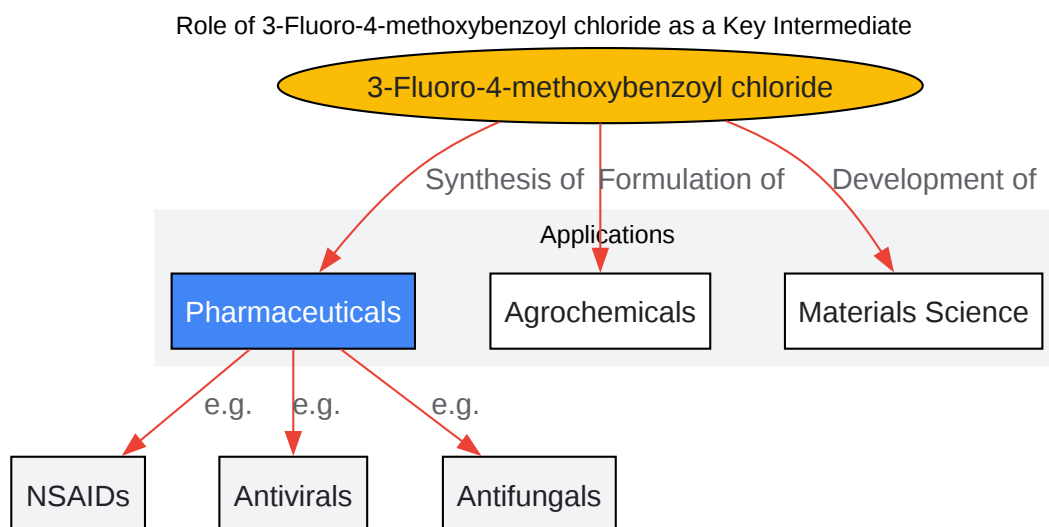 Role of 3-Fluoro-4-methoxybenzoyl chloride as a Key Intermediate
3-Fluoro-4-methoxybenzoyl chloride
Synthesis of
Formulation of
Development of
Applications
Pharmaceuticals
Agrochemicals
Materials Science
e.g.
e.g.
e.g.
NSAIDs
Antivirals
Antifungals